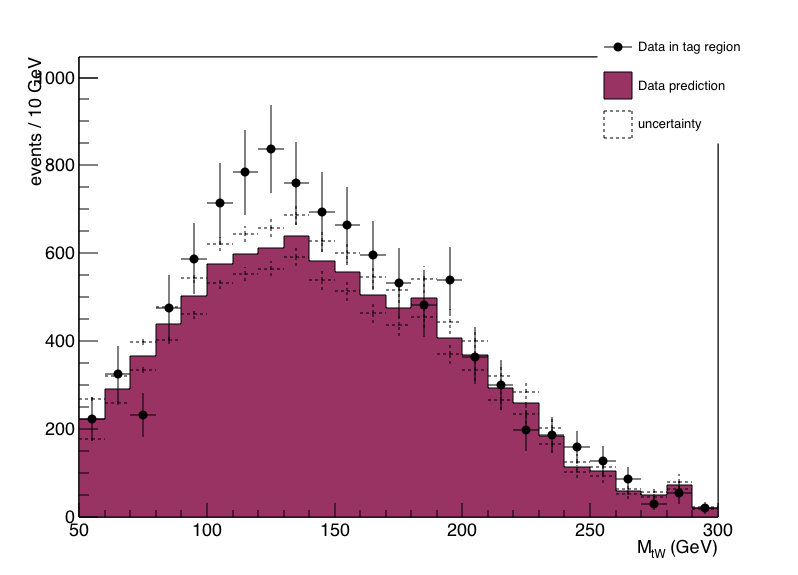 Data in tag region
Data prediction
uncertainty
events / 10 GeV
1000
800
600
400
200
0
50 100 150 200 250 300
MtW (GeV)